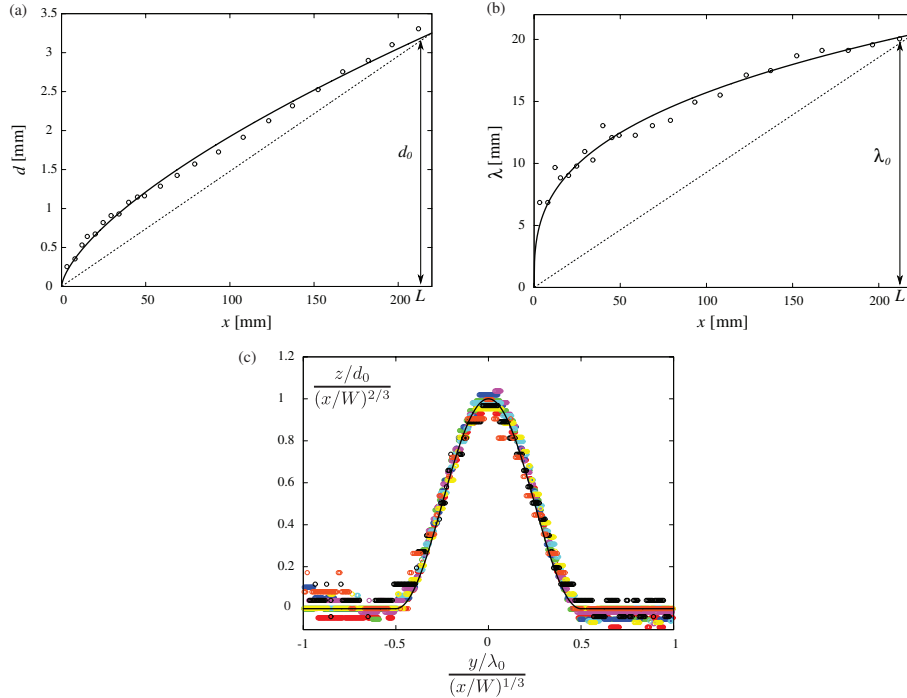 (a)
3.5
3
2.5
2
1.5
1
0.5
0
d [mm]
0 50 100 150 200
x [mm]
d₀
L
(b)
20
15
10
5
0
λ [mm]
0 50 100 150 200
x [mm]
λ₀
L
(c)
1.2
1
0.8
0.6
0.4
0.2
0
z/d₀
(x/W)^{2/3}
-1 -0.5 0 0.5 1
y/λ₀
(x/W)^{1/3}